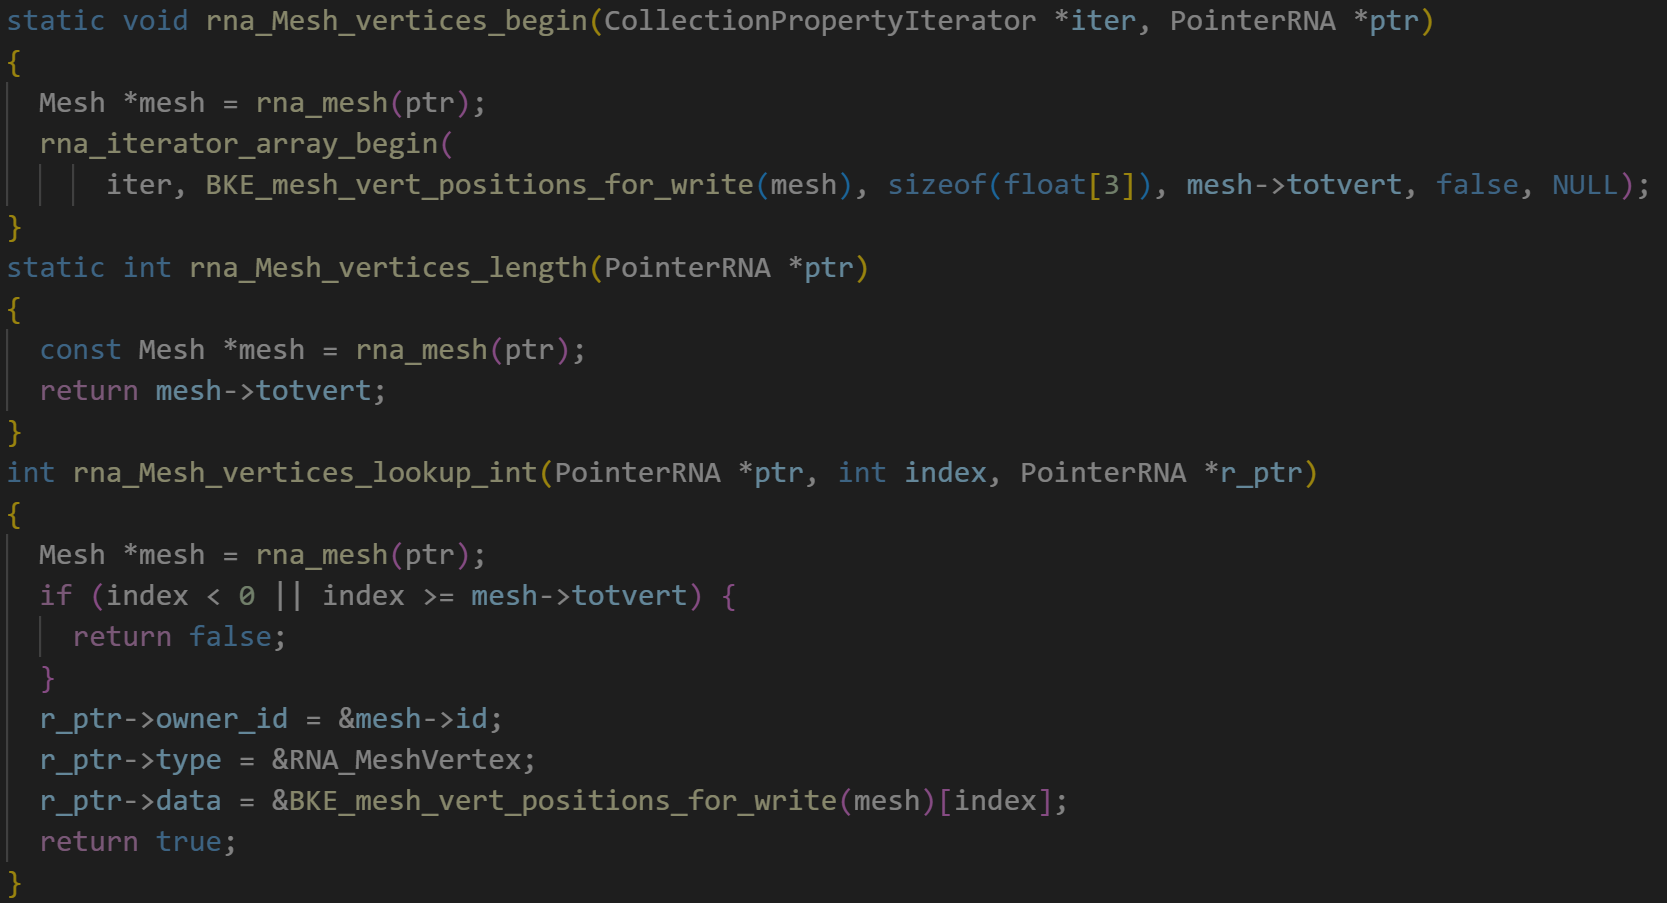 static void rna_Mesh_vertices_begin(CollectionPropertyIterator *iter, PointerRNA *ptr)
{
  Mesh *mesh = rna_mesh(ptr);
  rna_iterator_array_begin(
      iter, BKE_mesh_vert_positions_for_write(mesh), sizeof(float[3]), mesh->totvert, false, NULL);
}
static int rna_Mesh_vertices_length(PointerRNA *ptr)
{
  const Mesh *mesh = rna_mesh(ptr);
  return mesh->totvert;
}
int rna_Mesh_vertices_lookup_int(PointerRNA *ptr, int index, PointerRNA *r_ptr)
{
  Mesh *mesh = rna_mesh(ptr);
  if (index < 0 || index >= mesh->totvert) {
    return false;
  }
  r_ptr->owner_id = &mesh->id;
  r_ptr->type = &RNA_MeshVertex;
  r_ptr->data = &BKE_mesh_vert_positions_for_write(mesh)[index];
  return true;
}